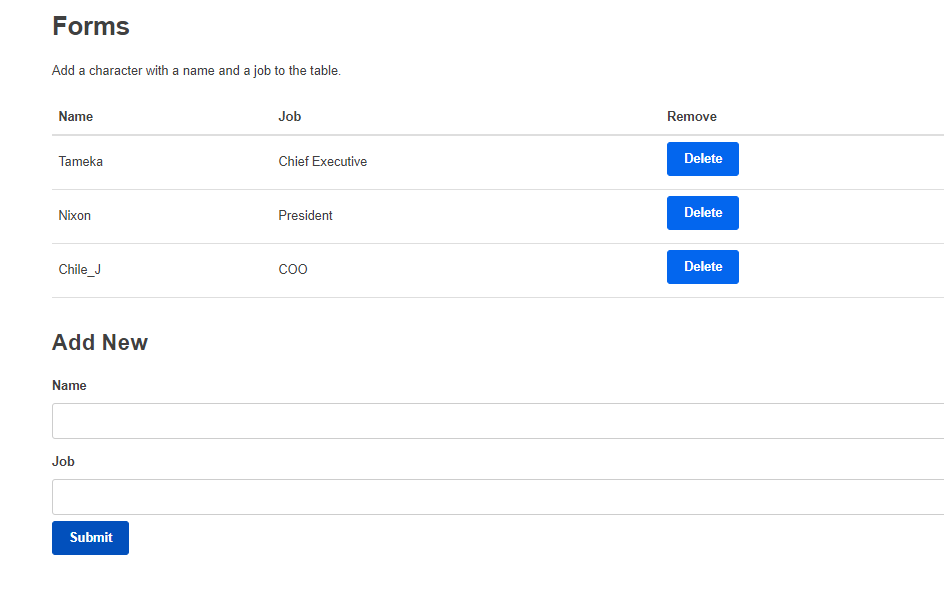 Forms
Add a character with a name and a job to the table.
Name Job Remove
Tameka Chief Executive Delete
Nixon President Delete
Chile_J COO Delete
Add New
Name
Job
Submit